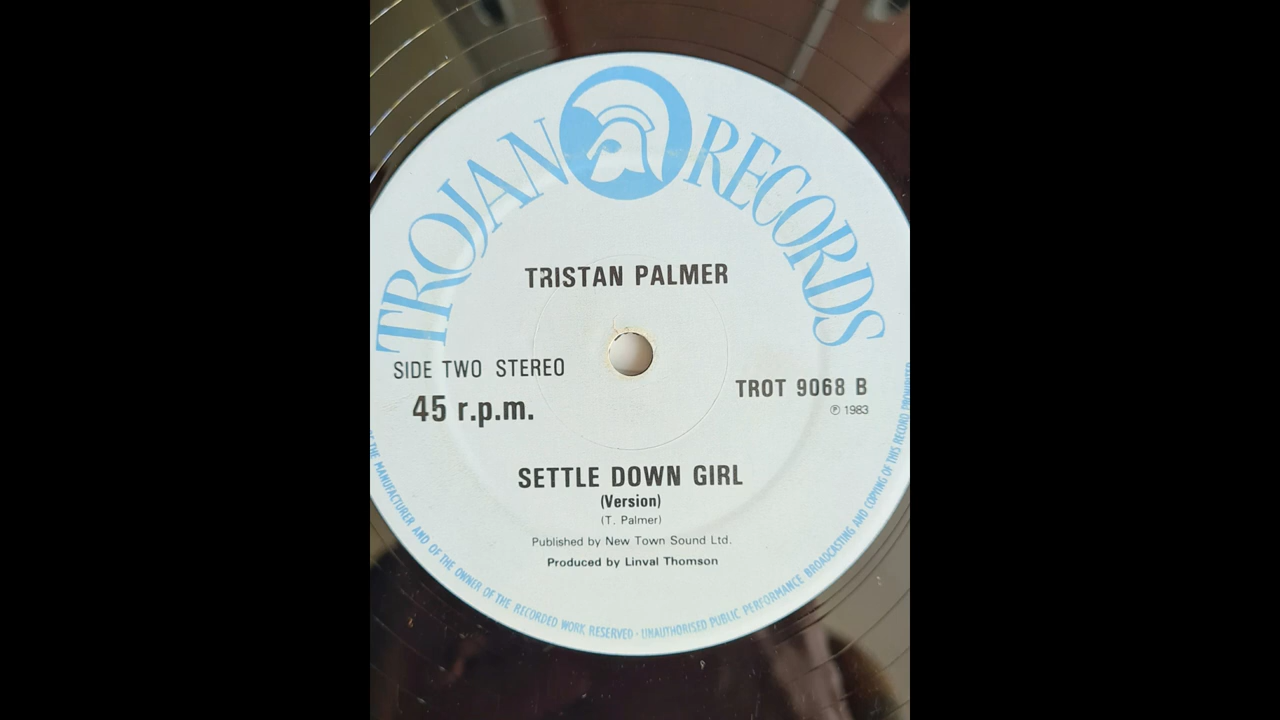 TROJAN RECORDS
TRISTAN PALMER
SIDE TWO STEREO
45 r.p.m.
TROT 9068 B
℗ 1983
SETTLE DOWN GIRL
(Version)
(T. Palmer)
Published by New Town Sound Ltd.
Produced by Linval Thomson
THE MANUFACTURER AND OF THE OWNER OF THE RECORDED WORK RESERVED · UNAUTHORISED PUBLIC PERFORMANCE BROADCASTING AND COPYING OF THIS RECORD PROHIBITED